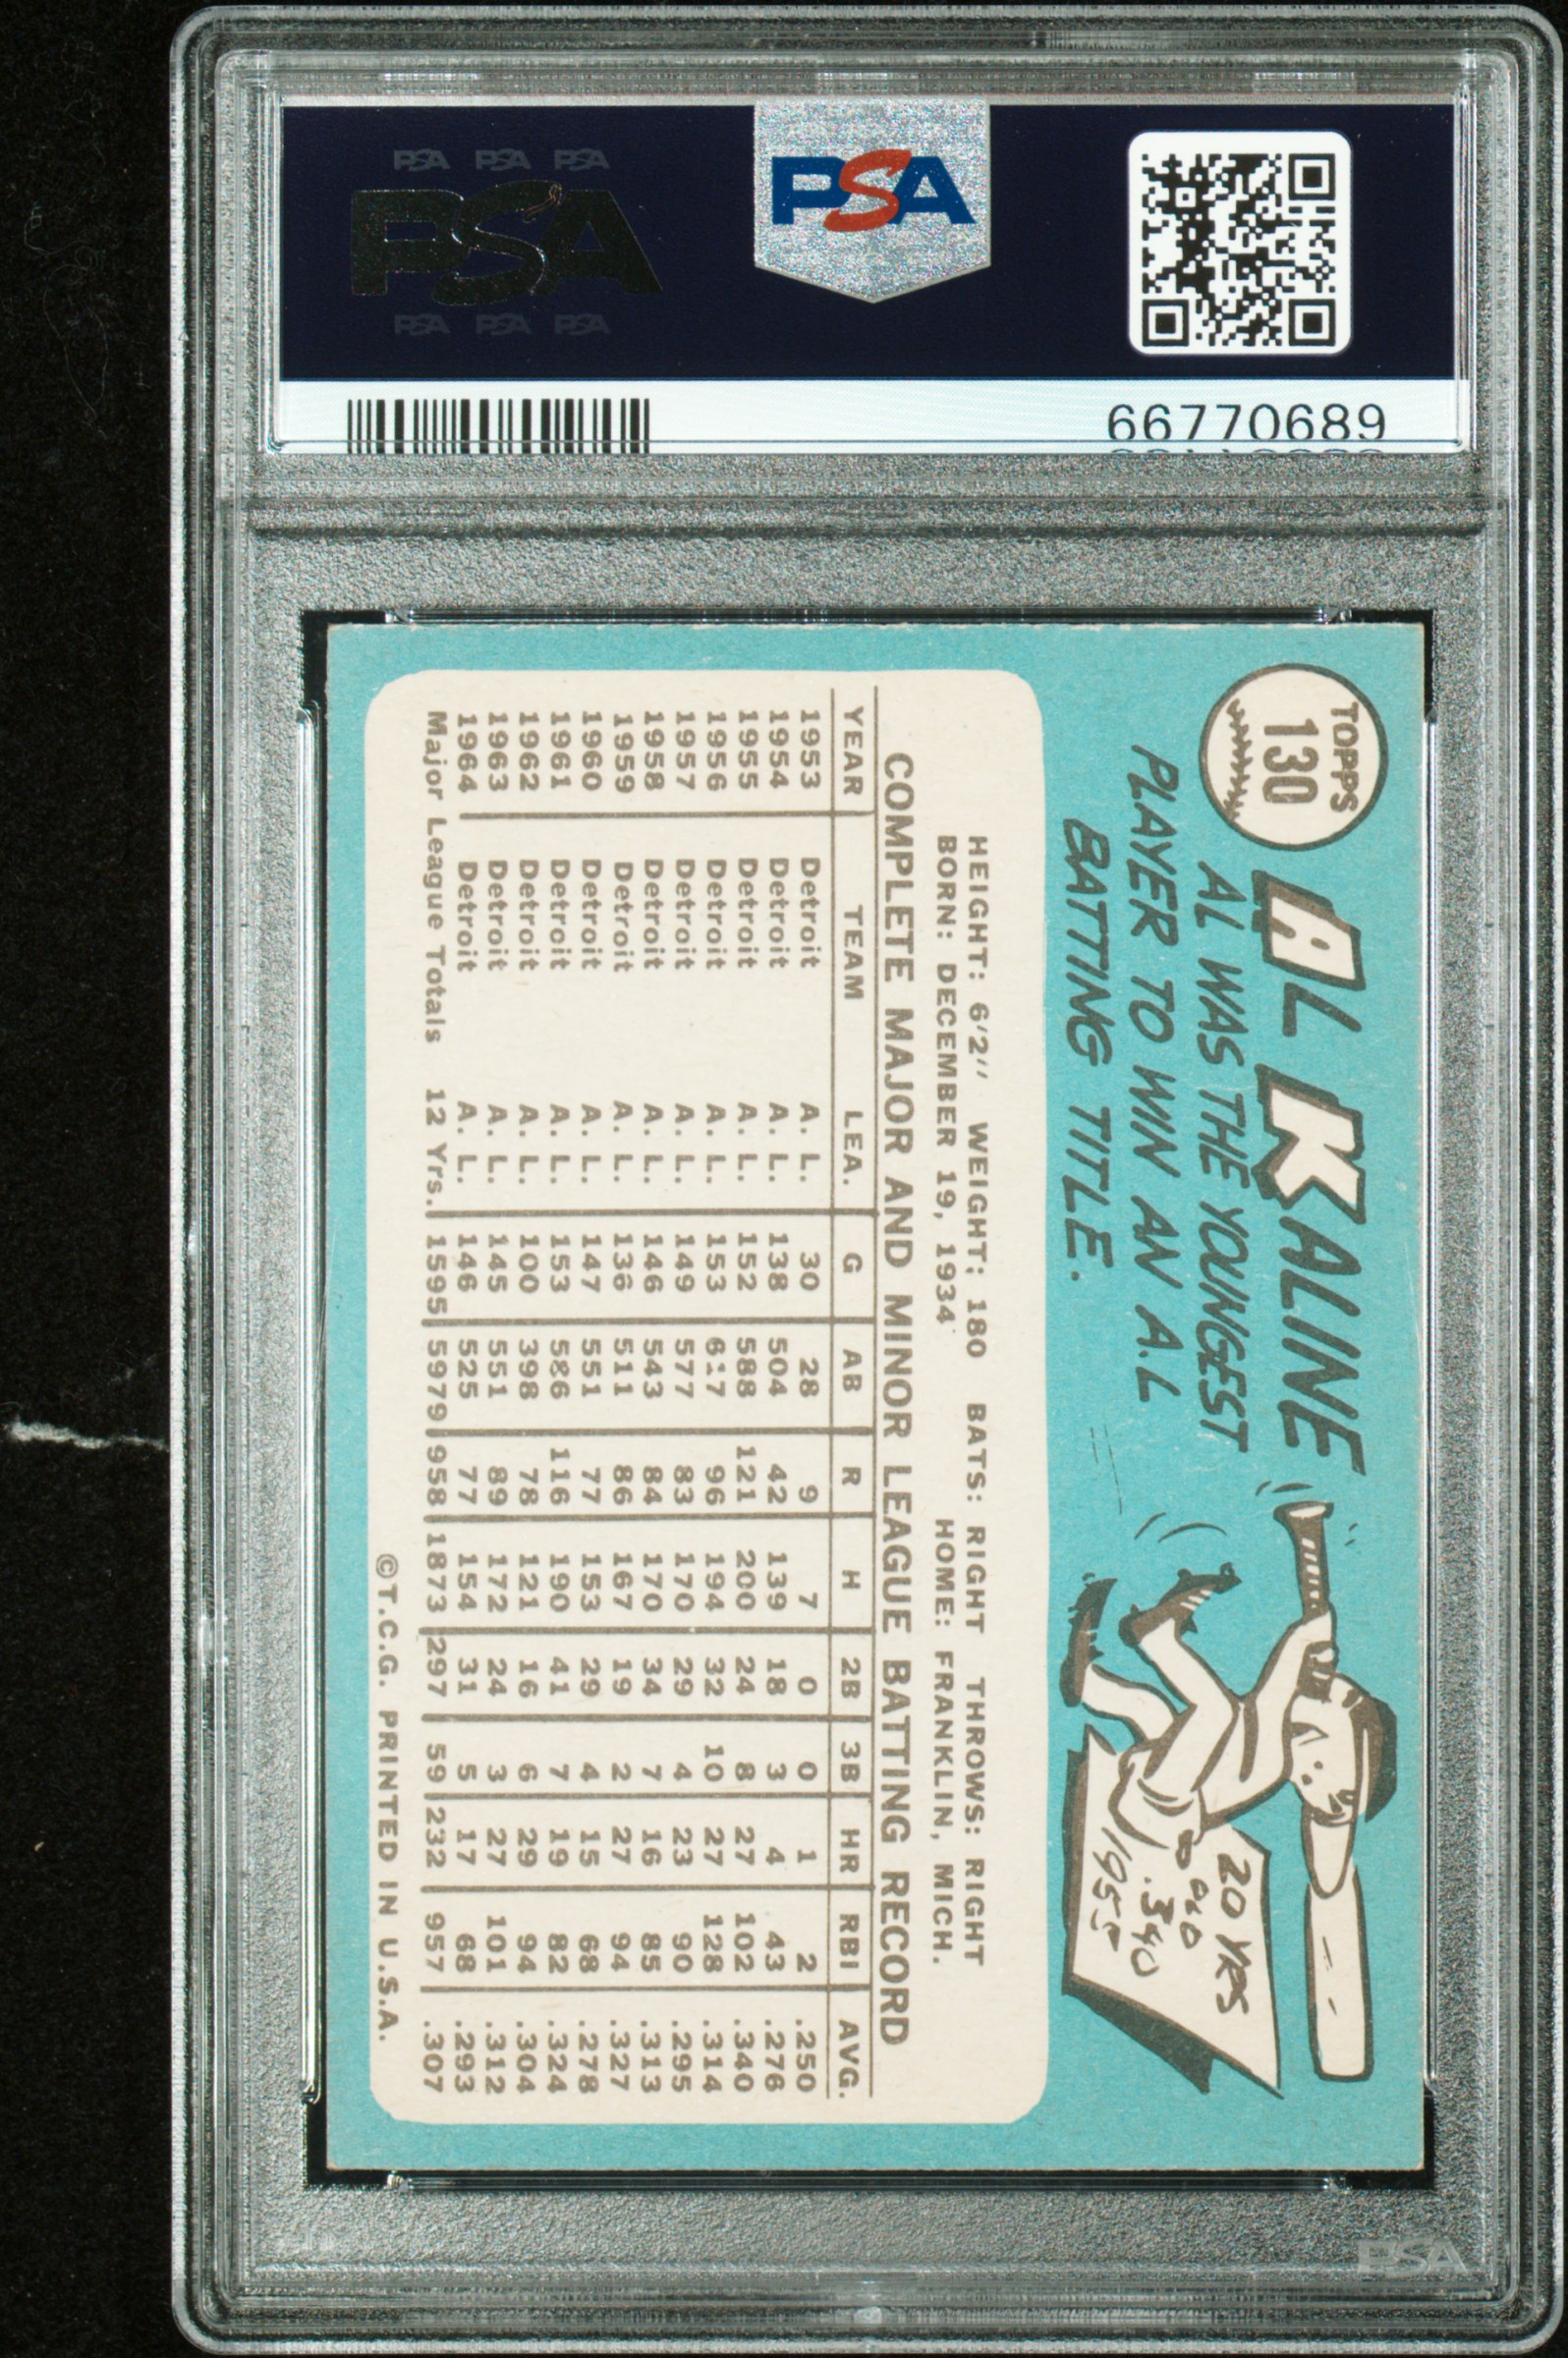 PSA PSA PSA
PSA
PSA PSA PSA
PSA
66770689
TOPPS
130
AL KALINE
AL WAS THE YOUNGEST
PLAYER TO WIN AN A.L
BATTING TITLE.
20 YRS
OLD
.340
1955
HEIGHT: 6'2" WEIGHT: 180 BATS: RIGHT THROWS: RIGHT
BORN: DECEMBER 19, 1934 HOME: FRANKLIN, MICH.
COMPLETE MAJOR AND MINOR LEAGUE BATTING RECORD
YEAR TEAM LEA. G AB R H 2B 3B HR RBI AVG.
1953 Detroit A. L. 30 28 9 7 0 0 1 2 .250
1954 Detroit A. L. 138 504 42 139 18 3 4 43 .276
1955 Detroit A. L. 152 588 121 200 24 8 27 102 .340
1956 Detroit A. L. 153 617 96 194 32 10 27 128 .314
1957 Detroit A. L. 149 577 83 170 29 4 23 90 .295
1958 Detroit A. L. 146 543 84 170 34 7 16 85 .313
1959 Detroit A. L. 136 511 86 167 19 2 27 94 .327
1960 Detroit A. L. 147 551 77 153 29 4 15 68 .278
1961 Detroit A. L. 153 586 116 190 41 7 19 82 .324
1962 Detroit A. L. 100 398 78 121 16 6 29 94 .304
1963 Detroit A. L. 145 551 89 172 24 3 27 101 .312
1964 Detroit A. L. 146 525 77 154 31 5 17 68 .293
Major League Totals 12 Yrs. 1595 5979 958 1873 297 59 232 957 .307
©T.C.G. PRINTED IN U.S.A.
PSA